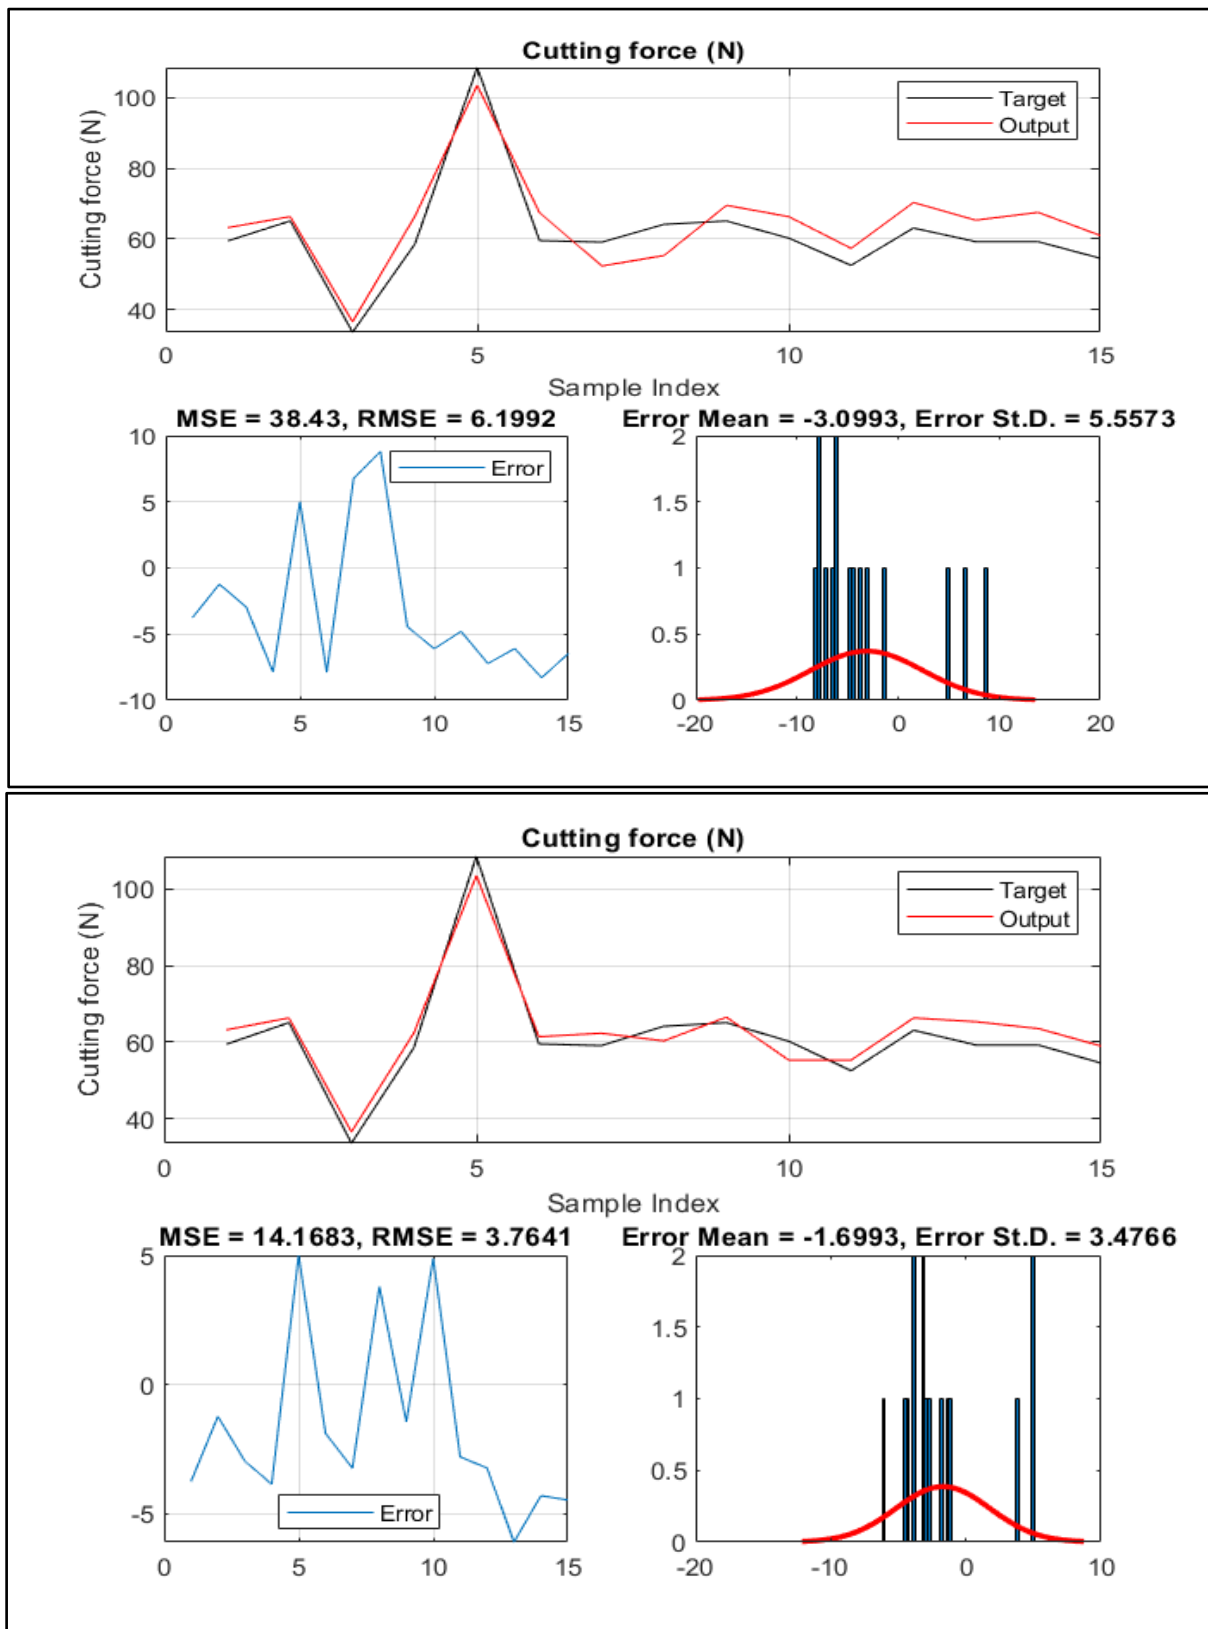 Cutting force (N)
Cutting force (N)
100
80
60
40
Target
Output
0 5 10 15
Sample Index
MSE = 38.43, RMSE = 6.1992
10
5
0
-5
-10
Error
0 5 10 15
Error Mean = -3.0993, Error St.D. = 5.5573
2
1.5
1
0.5
0
-20 -10 0 10 20
Cutting force (N)
Cutting force (N)
100
80
60
40
Target
Output
0 5 10 15
Sample Index
MSE = 14.1683, RMSE = 3.7641
5
0
-5
Error
0 5 10 15
Error Mean = -1.6993, Error St.D. = 3.4766
2
1.5
1
0.5
0
-20 -10 0 10